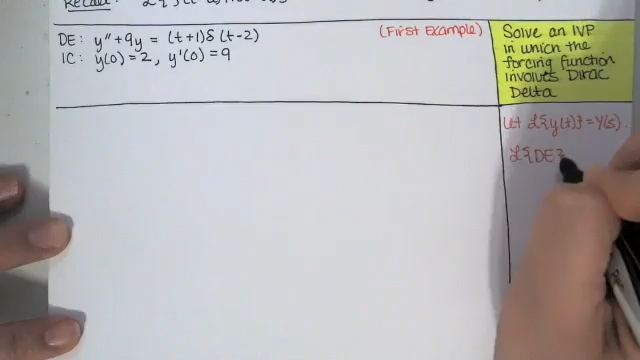 Recall:
DE: y" + 9y = (t+1) δ (t-2)
(First Example)
IC: y(0) = 2, y'(0) = 9
Solve an IVP
in which the
forcing function
involves Dirac
Delta
Let ℒ{y(t)} = Y(s).
ℒ{DE}